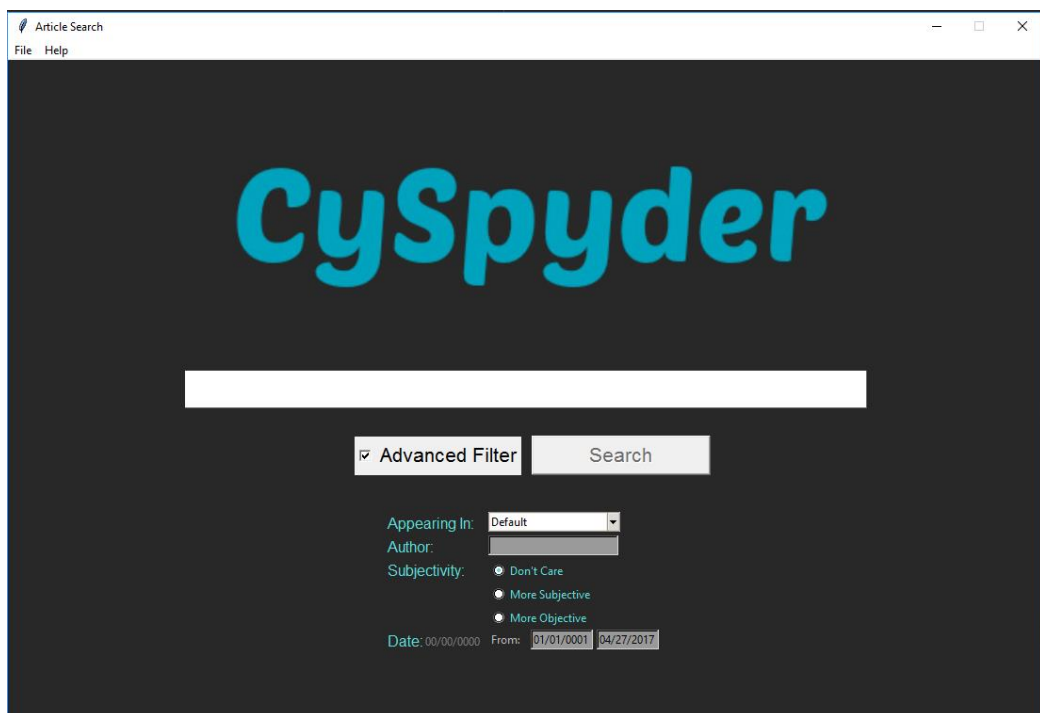 Article Search
File Help
CySpyder
Advanced Filter Search
Appearing In: Default
Author:
Subjectivity: Don't Care
More Subjective
More Objective
Date: 00/00/0000 From: 01/01/0001 04/27/2017